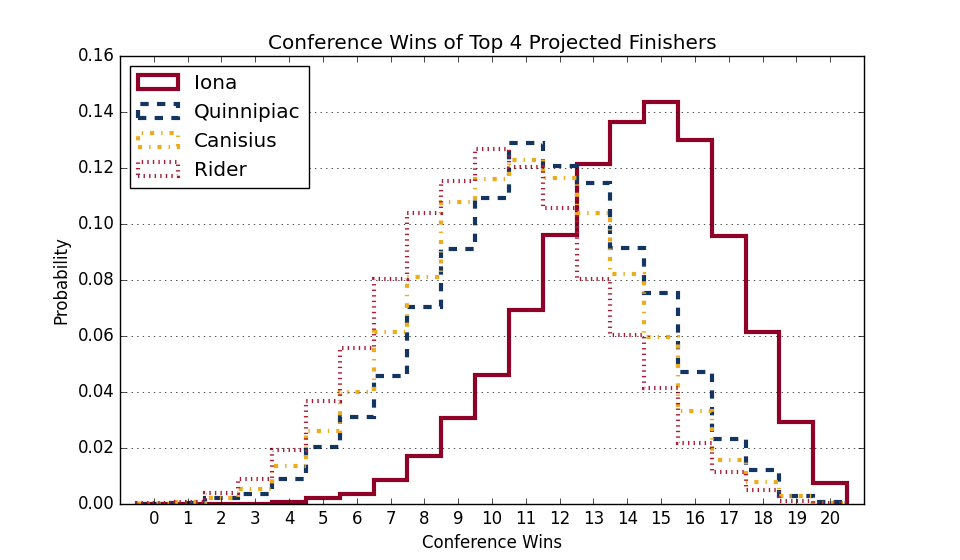 Conference Wins of Top 4 Projected Finishers
0.16
0.14
0.12
0.10
0.08
0.06
0.04
0.02
0.00
Probability
Iona
Quinnipiac
Canisius
Rider
0 1 2 3 4 5 6 7 8 9 10 11 12 13 14 15 16 17 18 19 20
Conference Wins